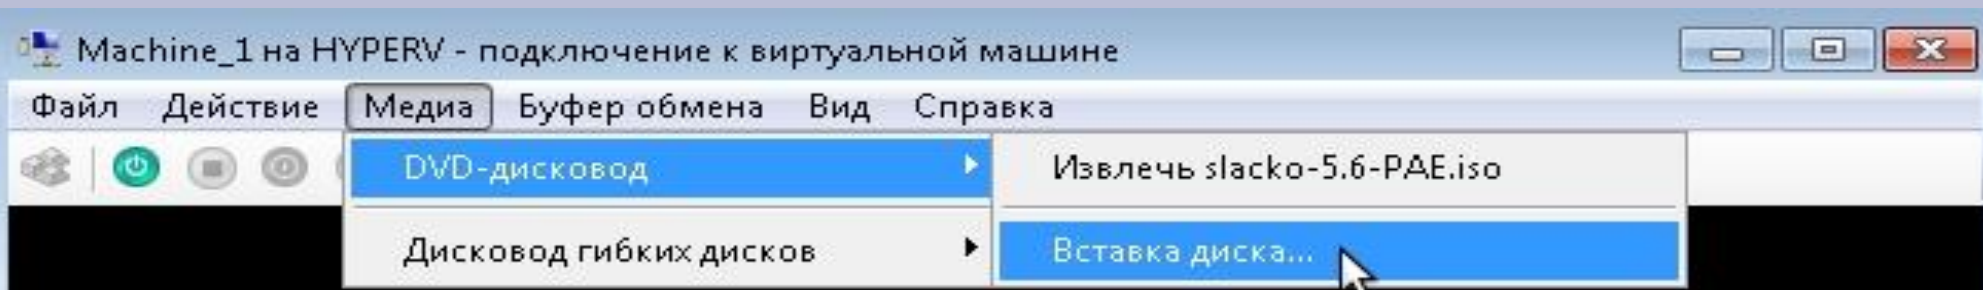 Machine_1 на HYPERV - подключение к виртуальной машине
Файл Действие Медиа Буфер обмена Вид Справка
DVD-дисковод Извлечь slacko-5.6-PAE.iso
Дисковод гибких дисков Вставка диска...